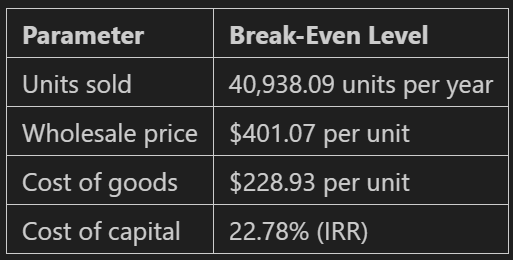 Parameter Break-Even Level
Units sold 40,938.09 units per year
Wholesale price $401.07 per unit
Cost of goods $228.93 per unit
Cost of capital 22.78% (IRR)